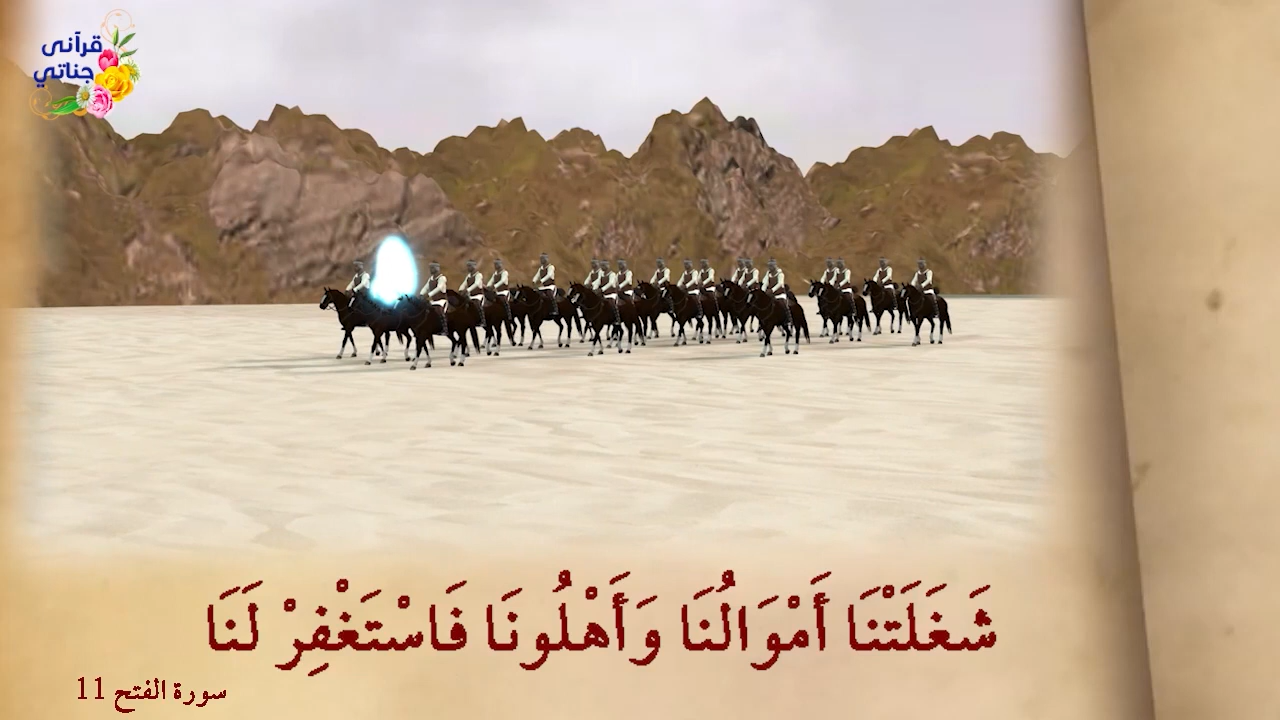 قرآنى
جناتي
شَغَلَتْنَا أَمْوَالُنَا وَأَهْلُونَا فَاسْتَغْفِرْ لَنَا
سورة الفتح 11